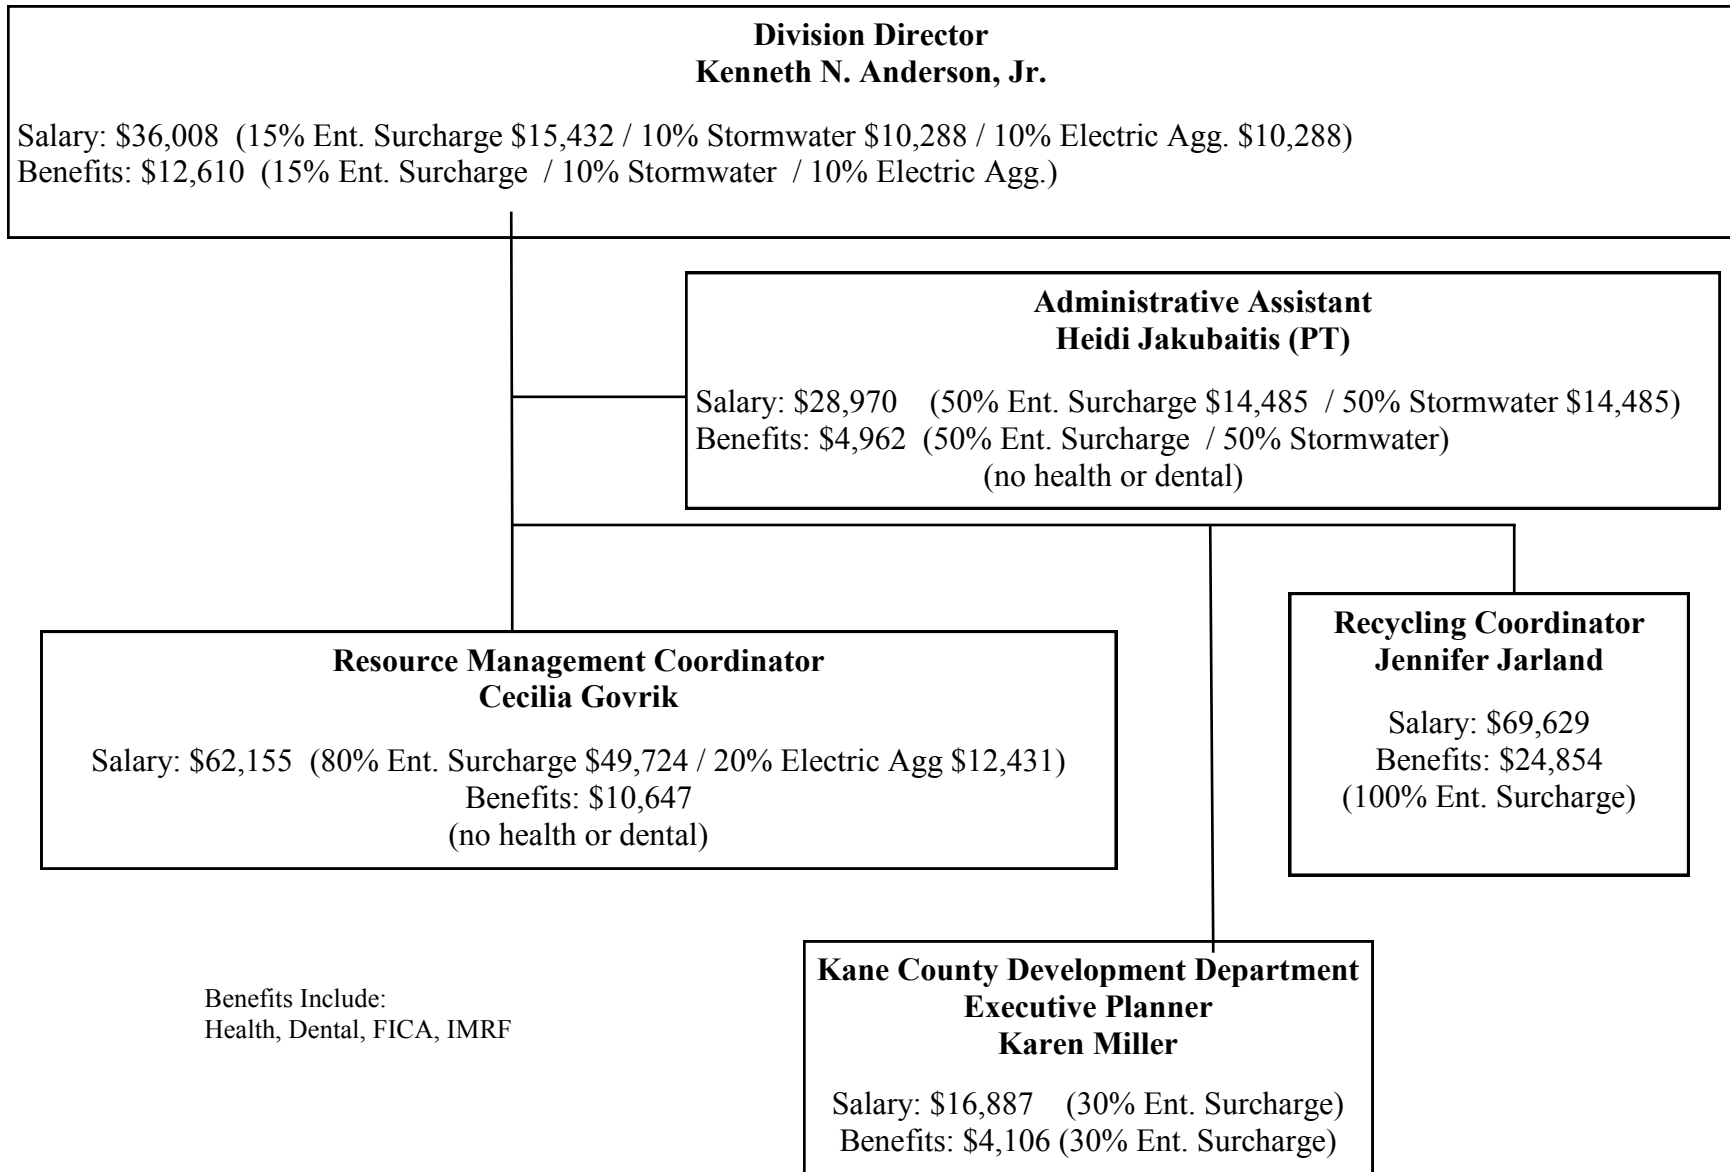 Division Director
Kenneth N. Anderson, Jr.
Salary: $36,008 (15% Ent. Surcharge $15,432 / 10% Stormwater $10,288 / 10% Electric Agg. $10,288)
Benefits: $12,610 (15% Ent. Surcharge / 10% Stormwater / 10% Electric Agg.)
Administrative Assistant
Heidi Jakubaitis (PT)
Salary: $28,970 (50% Ent. Surcharge $14,485 / 50% Stormwater $14,485)
Benefits: $4,962 (50% Ent. Surcharge / 50% Stormwater)
(no health or dental)
Resource Management Coordinator
Cecilia Govrik
Salary: $62,155 (80% Ent. Surcharge $49,724 / 20% Electric Agg $12,431)
Benefits: $10,647
(no health or dental)
Recycling Coordinator
Jennifer Jarland
Salary: $69,629
Benefits: $24,854
(100% Ent. Surcharge)
Benefits Include:
Health, Dental, FICA, IMRF
Kane County Development Department
Executive Planner
Karen Miller
Salary: $16,887 (30% Ent. Surcharge)
Benefits: $4,106 (30% Ent. Surcharge)